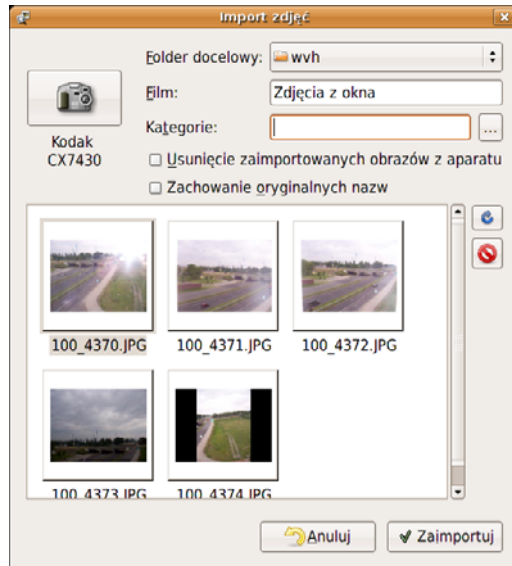 Import zdjęć
Folder docelowy: wvh
Film: Zdjęcia z okna
Kategorie: ...
Kodak
CX7430
Usunięcie zaimportowanych obrazów z aparatu
Zachowanie oryginalnych nazw
100_4370.JPG 100_4371.JPG 100_4372.JPG
100_4373.JPG 100_4374.JPG
Anuluj Zaimportuj